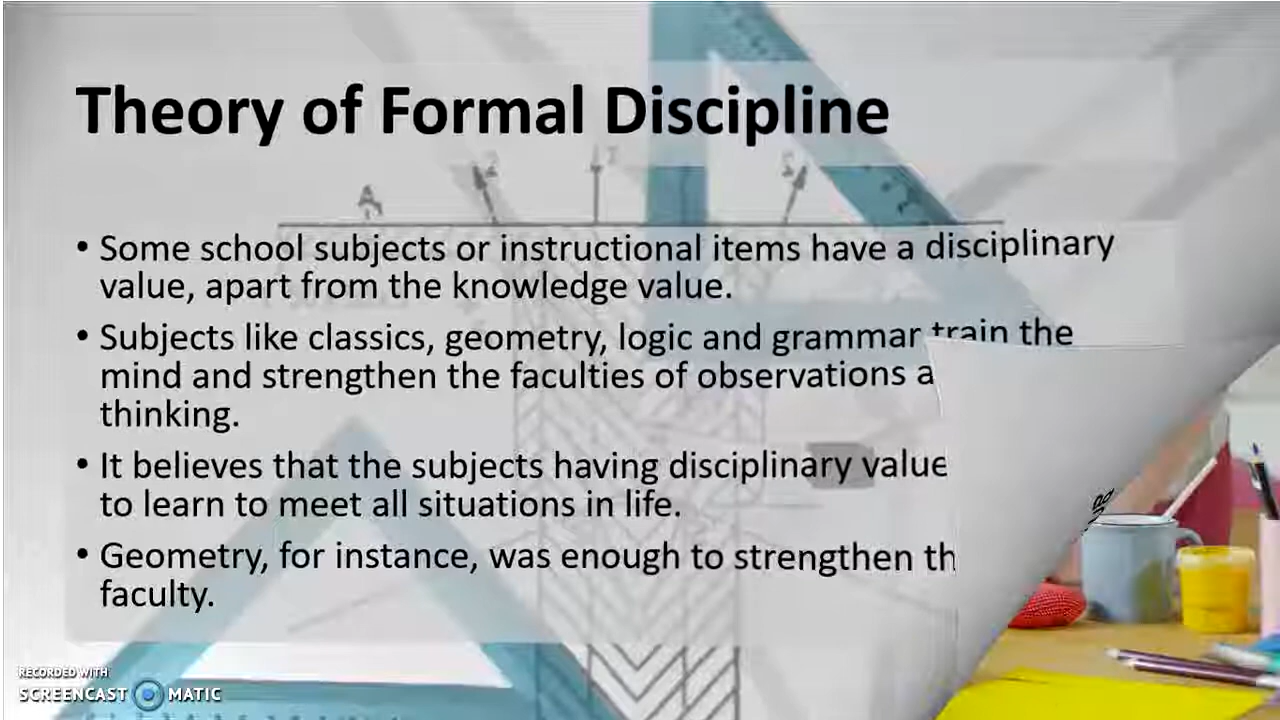 Theory of Formal Discipline
• Some school subjects or instructional items have a disciplinary
value, apart from the knowledge value.
• Subjects like classics, geometry, logic and grammar train the
mind and strengthen the faculties of observations
thinking.
• It believes that the subjects having disciplinary value
to learn to meet all situations in life.
• Geometry, for instance, was enough to strengthen
faculty.
RECORDED WITH
SCREENCAST MATIC